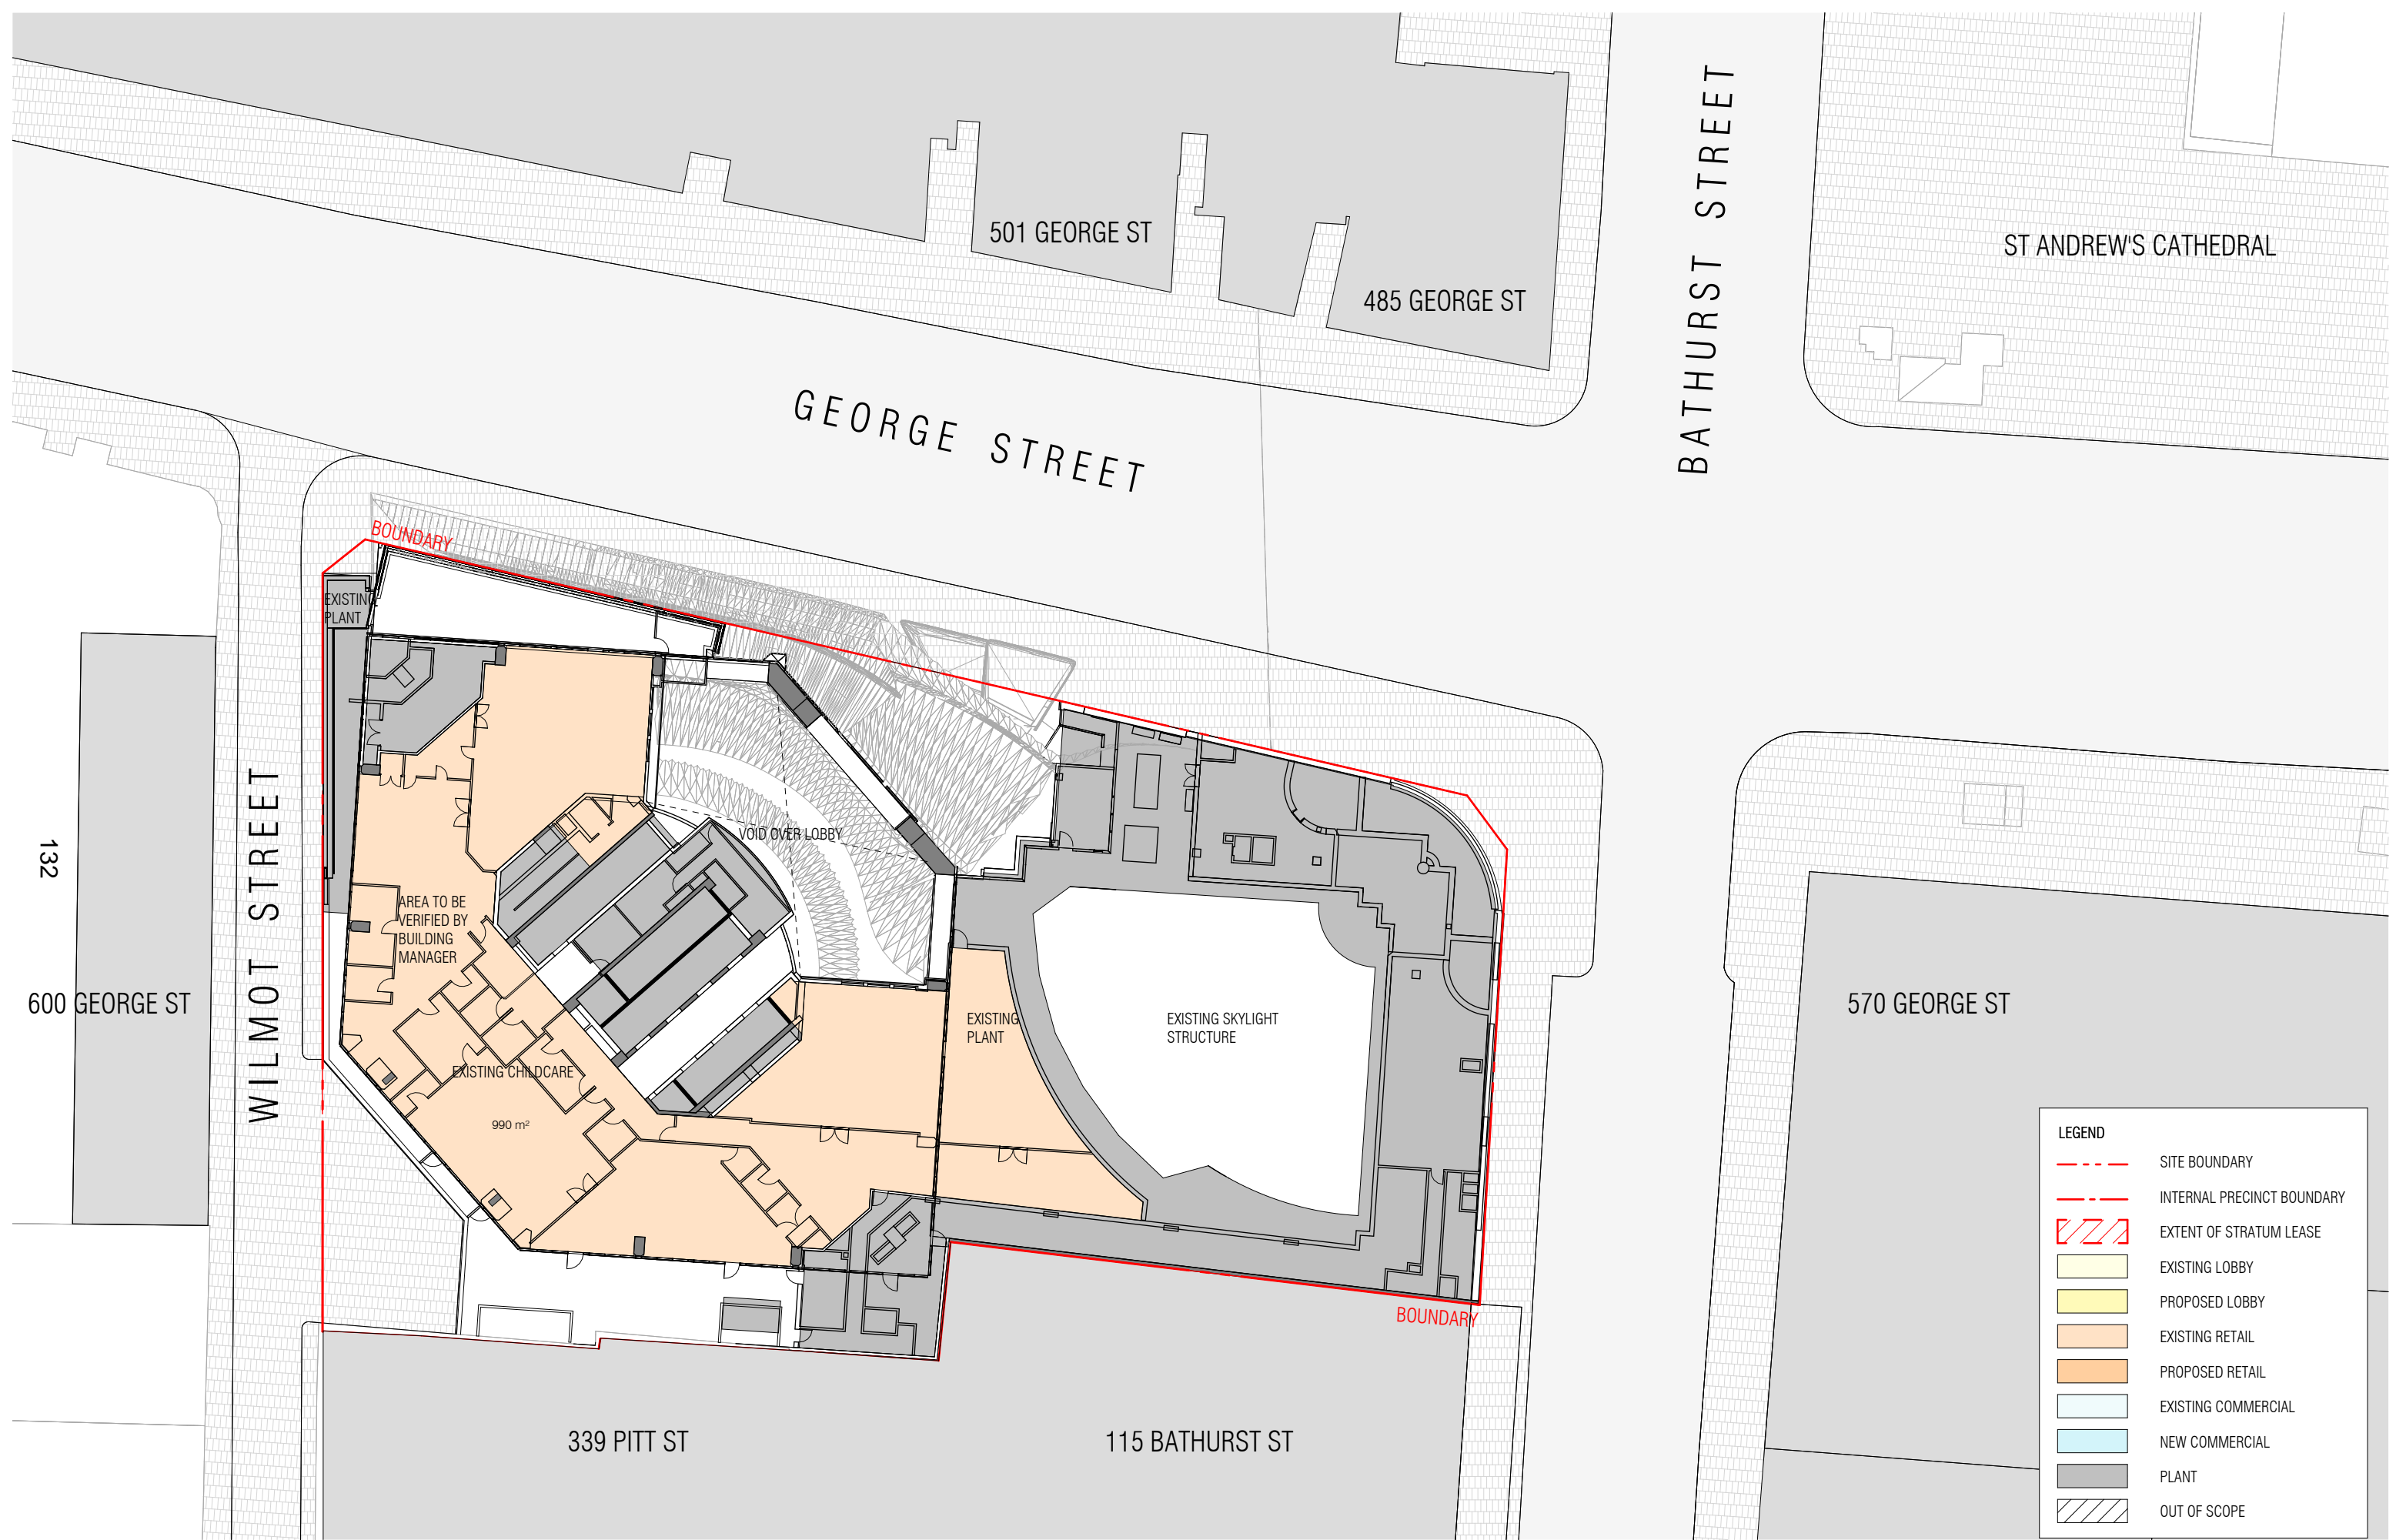 501 GEORGE ST
485 GEORGE ST
BATHURST STREET
ST ANDREW'S CATHEDRAL
GEORGE STREET
BOUNDARY
EXISTING
PLANT
VOID OVER LOBBY
132
WILMOT STREET
600 GEORGE ST
AREA TO BE
VERIFIED BY
BUILDING
MANAGER
EXISTING CHILDCARE
990 m²
EXISTING
PLANT
EXISTING SKYLIGHT
STRUCTURE
570 GEORGE ST
BOUNDARY
339 PITT ST
115 BATHURST ST
LEGEND
SITE BOUNDARY
INTERNAL PRECINCT BOUNDARY
EXTENT OF STRATUM LEASE
EXISTING LOBBY
PROPOSED LOBBY
EXISTING RETAIL
PROPOSED RETAIL
EXISTING COMMERCIAL
NEW COMMERCIAL
PLANT
OUT OF SCOPE